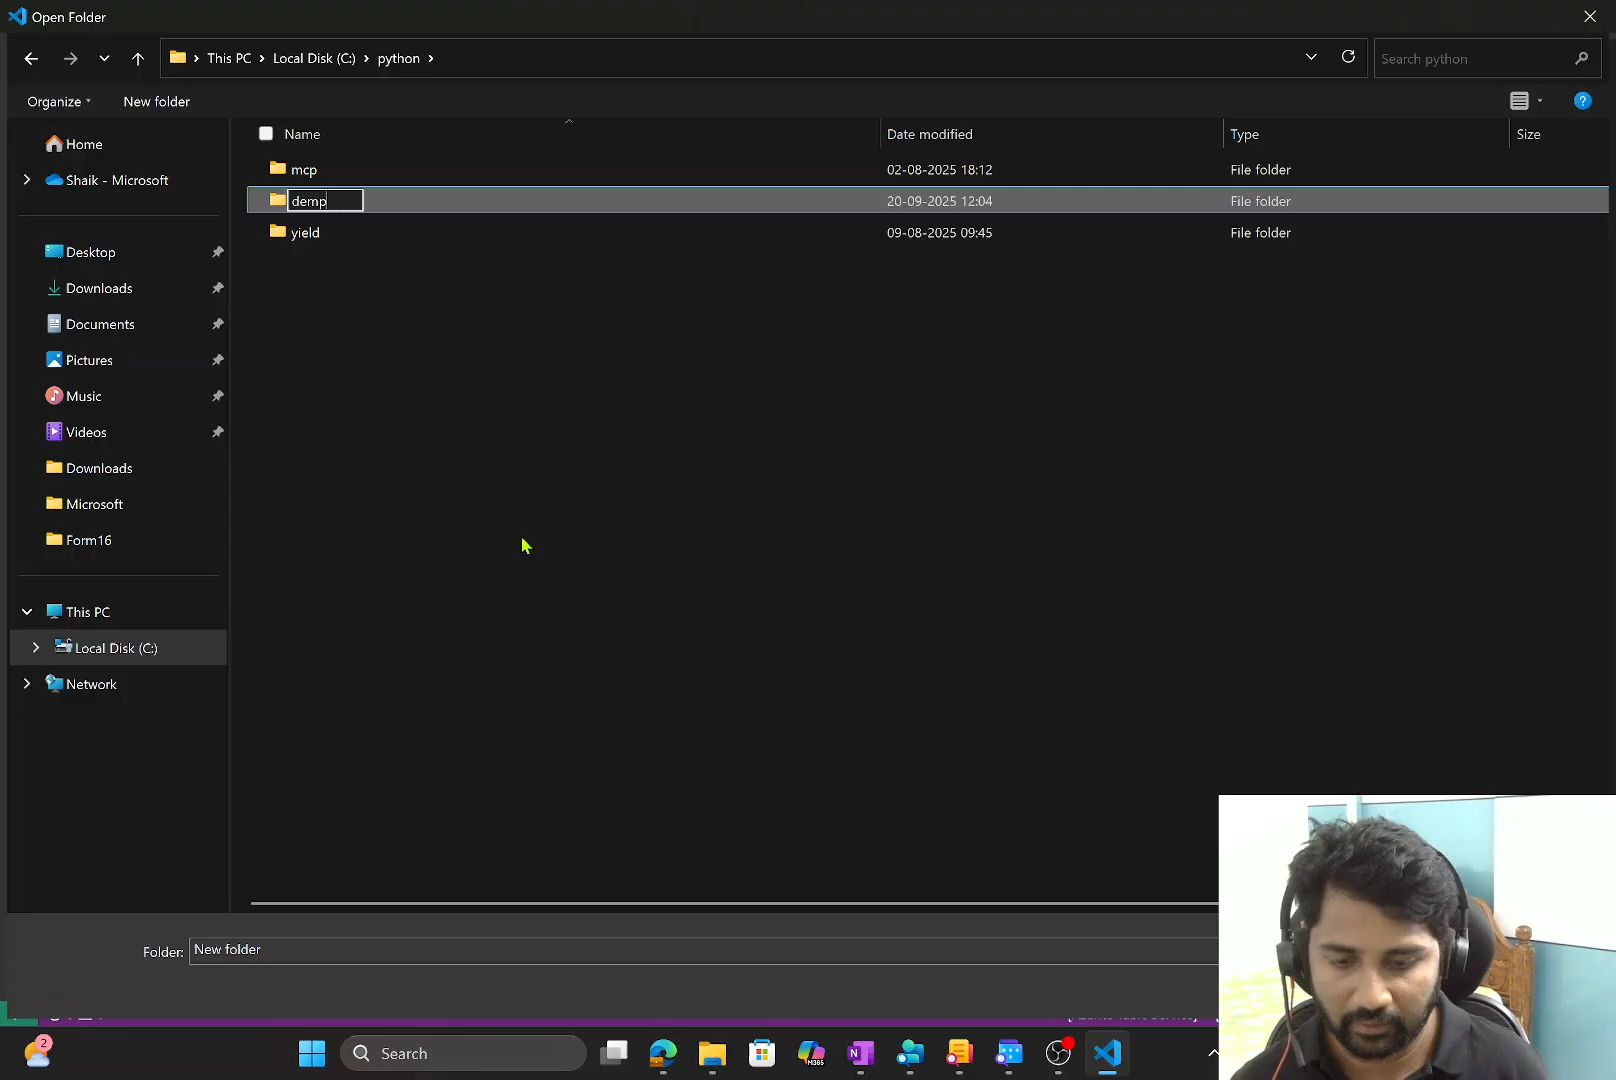 Open Folder
This PC Local Disk (C:) python
Search python
Organize New folder
Name Date modified Type Size
Home
Shaik - Microsoft
Desktop
Downloads
Documents
Pictures
Music
Videos
Downloads
Microsoft
Form16
This PC
Local Disk (C:)
Network
mcp 02-08-2025 18:12 File folder
demp 20-09-2025 12:04 File folder
yield 09-08-2025 09:45 File folder
Folder: New folder
2
Search
M365